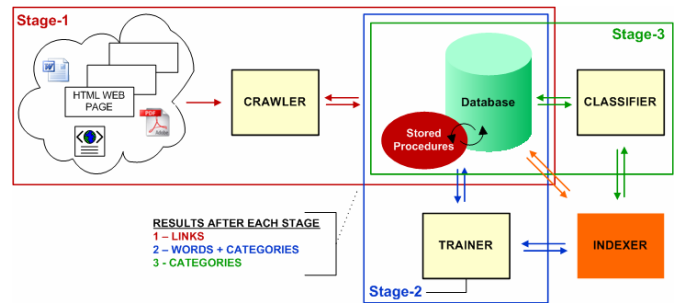 Stage-1
Stage-3
HTML WEB
PAGE
PDF
Adobe
W
CRAWLER
Database
CLASSIFIER
Stored
Procedures
RESULTS AFTER EACH STAGE
1 – LINKS
2 – WORDS + CATEGORIES
3 - CATEGORIES
TRAINER
INDEXER
Stage-2